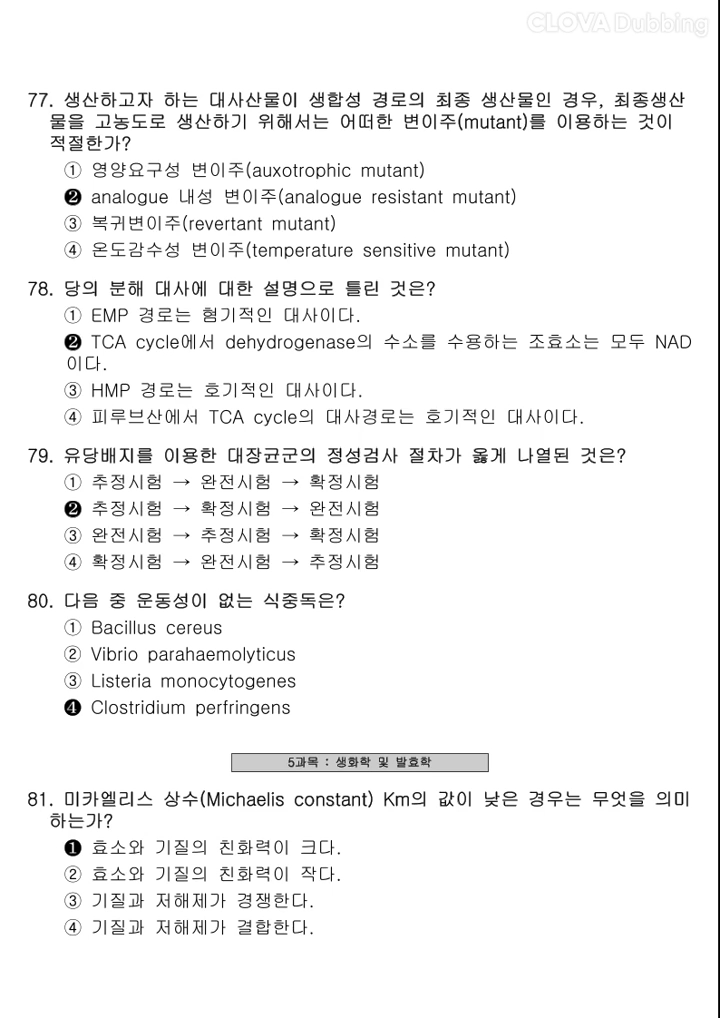 CLOVA Dubbing
77. 생산하고자 하는 대사산물이 생합성 경로의 최종 생산물인 경우, 최종생산
물을 고농도로 생산하기 위해서는 어떠한 변이주(mutant)를 이용하는 것이
적절한가?
① 영양요구성 변이주(auxotrophic mutant)
❷ analogue 내성 변이주(analogue resistant mutant)
③ 복귀변이주(revertant mutant)
④ 온도감수성 변이주(temperature sensitive mutant)
78. 당의 분해 대사에 대한 설명으로 틀린 것은?
① EMP 경로는 혐기적인 대사이다.
❷ TCA cycle에서 dehydrogenase의 수소를 수용하는 조효소는 모두 NAD
이다.
③ HMP 경로는 호기적인 대사이다.
④ 피루브산에서 TCA cycle의 대사경로는 호기적인 대사이다.
79. 유당배지를 이용한 대장균군의 정성검사 절차가 옳게 나열된 것은?
① 추정시험 → 완전시험 → 확정시험
❷ 추정시험 → 확정시험 → 완전시험
③ 완전시험 → 추정시험 → 확정시험
④ 확정시험 → 완전시험 → 추정시험
80. 다음 중 운동성이 없는 식중독은?
① Bacillus cereus
② Vibrio parahaemolyticus
③ Listeria monocytogenes
❹ Clostridium perfringens
5과목 : 생화학 및 발효학
81. 미카엘리스 상수(Michaelis constant) Km의 값이 낮은 경우는 무엇을 의미
하는가?
❶ 효소와 기질의 친화력이 크다.
② 효소와 기질의 친화력이 작다.
③ 기질과 저해제가 경쟁한다.
④ 기질과 저해제가 결합한다.